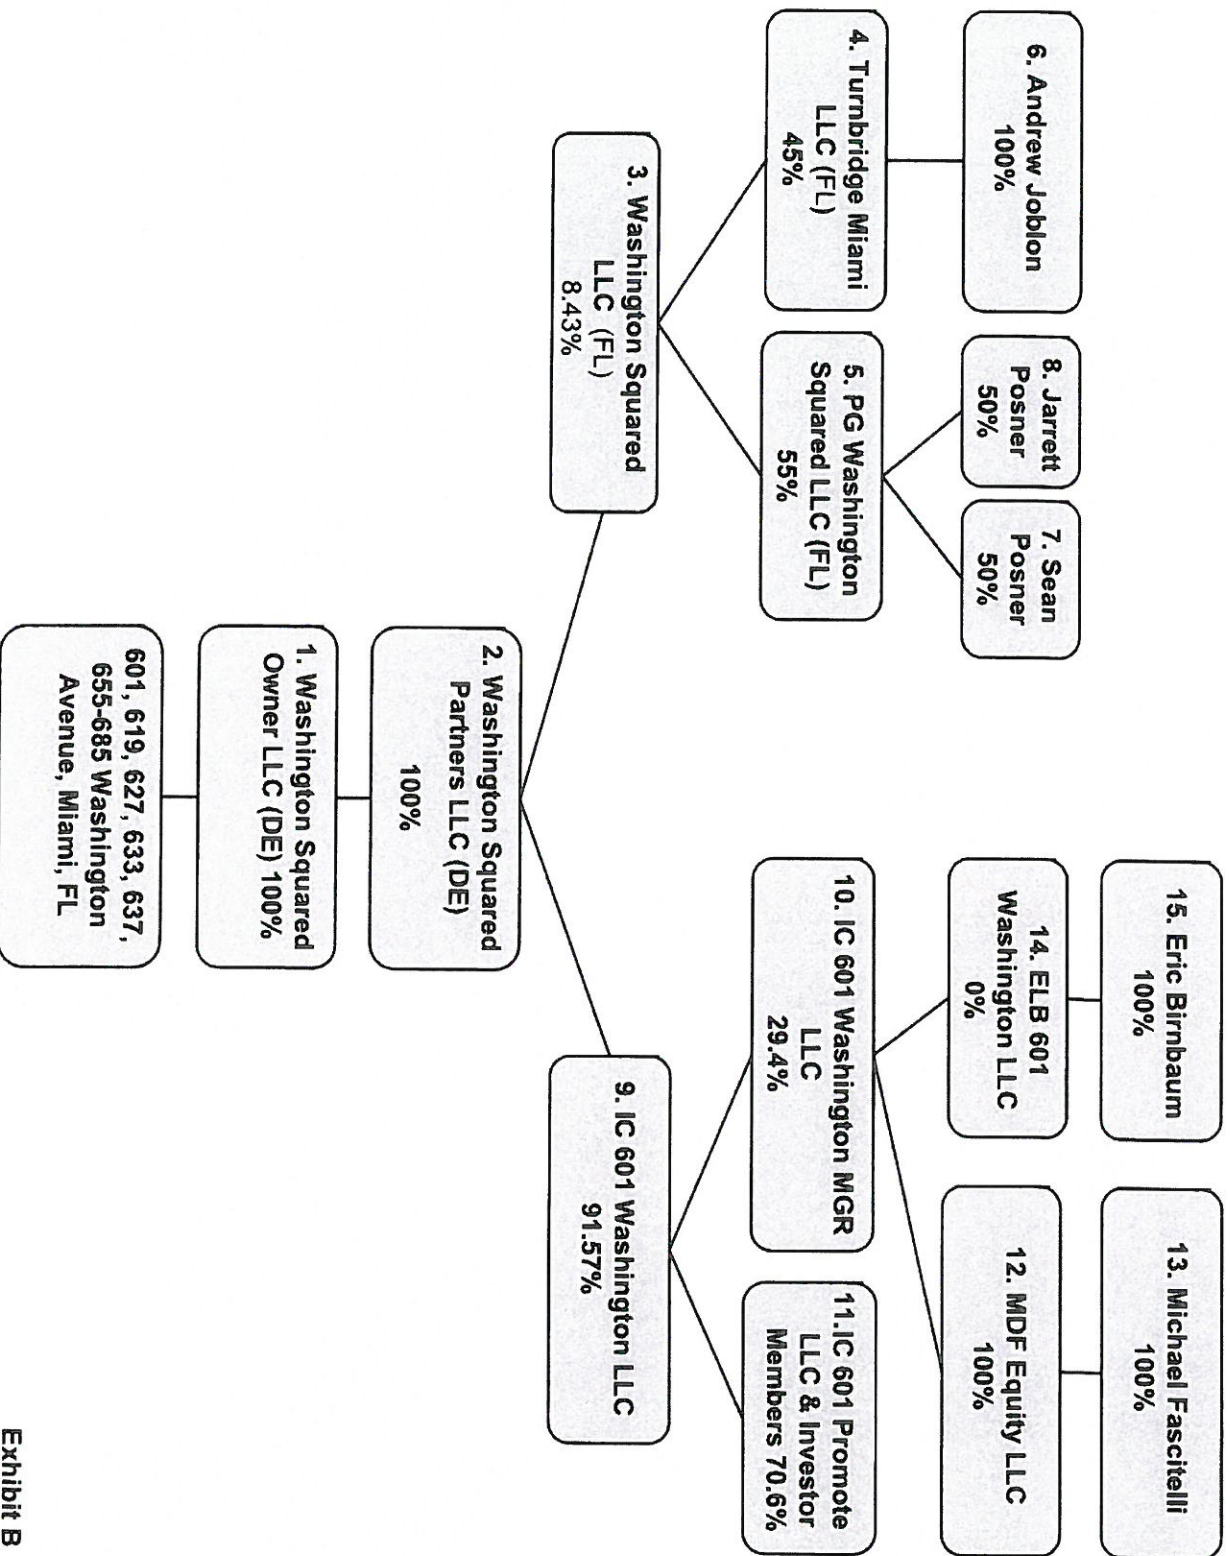 6. Andrew Joblon
100%
8. Jarrett
Posner
50%
7. Sean
Posner
50%
15. Eric Birnbaum
100%
13. Michael Fascitelli
100%
4. Turnbridge Miami
LLC (FL)
45%
5. PG Washington
Squared LLC (FL)
55%
14. ELB 601
Washington LLC
0%
12. MDF Equity LLC
100%
10. IC 601 Washington MGR
LLC
29.4%
11.IC 601 Promote
LLC & Investor
Members 70.6%
3. Washington Squared
LLC (FL)
8.43%
9. IC 601 Washington LLC
91.57%
2. Washington Squared
Partners LLC (DE)
100%
1. Washington Squared
Owner LLC (DE) 100%
601, 619, 627, 633, 637,
655-685 Washington
Avenue, Miami, FL
Exhibit B